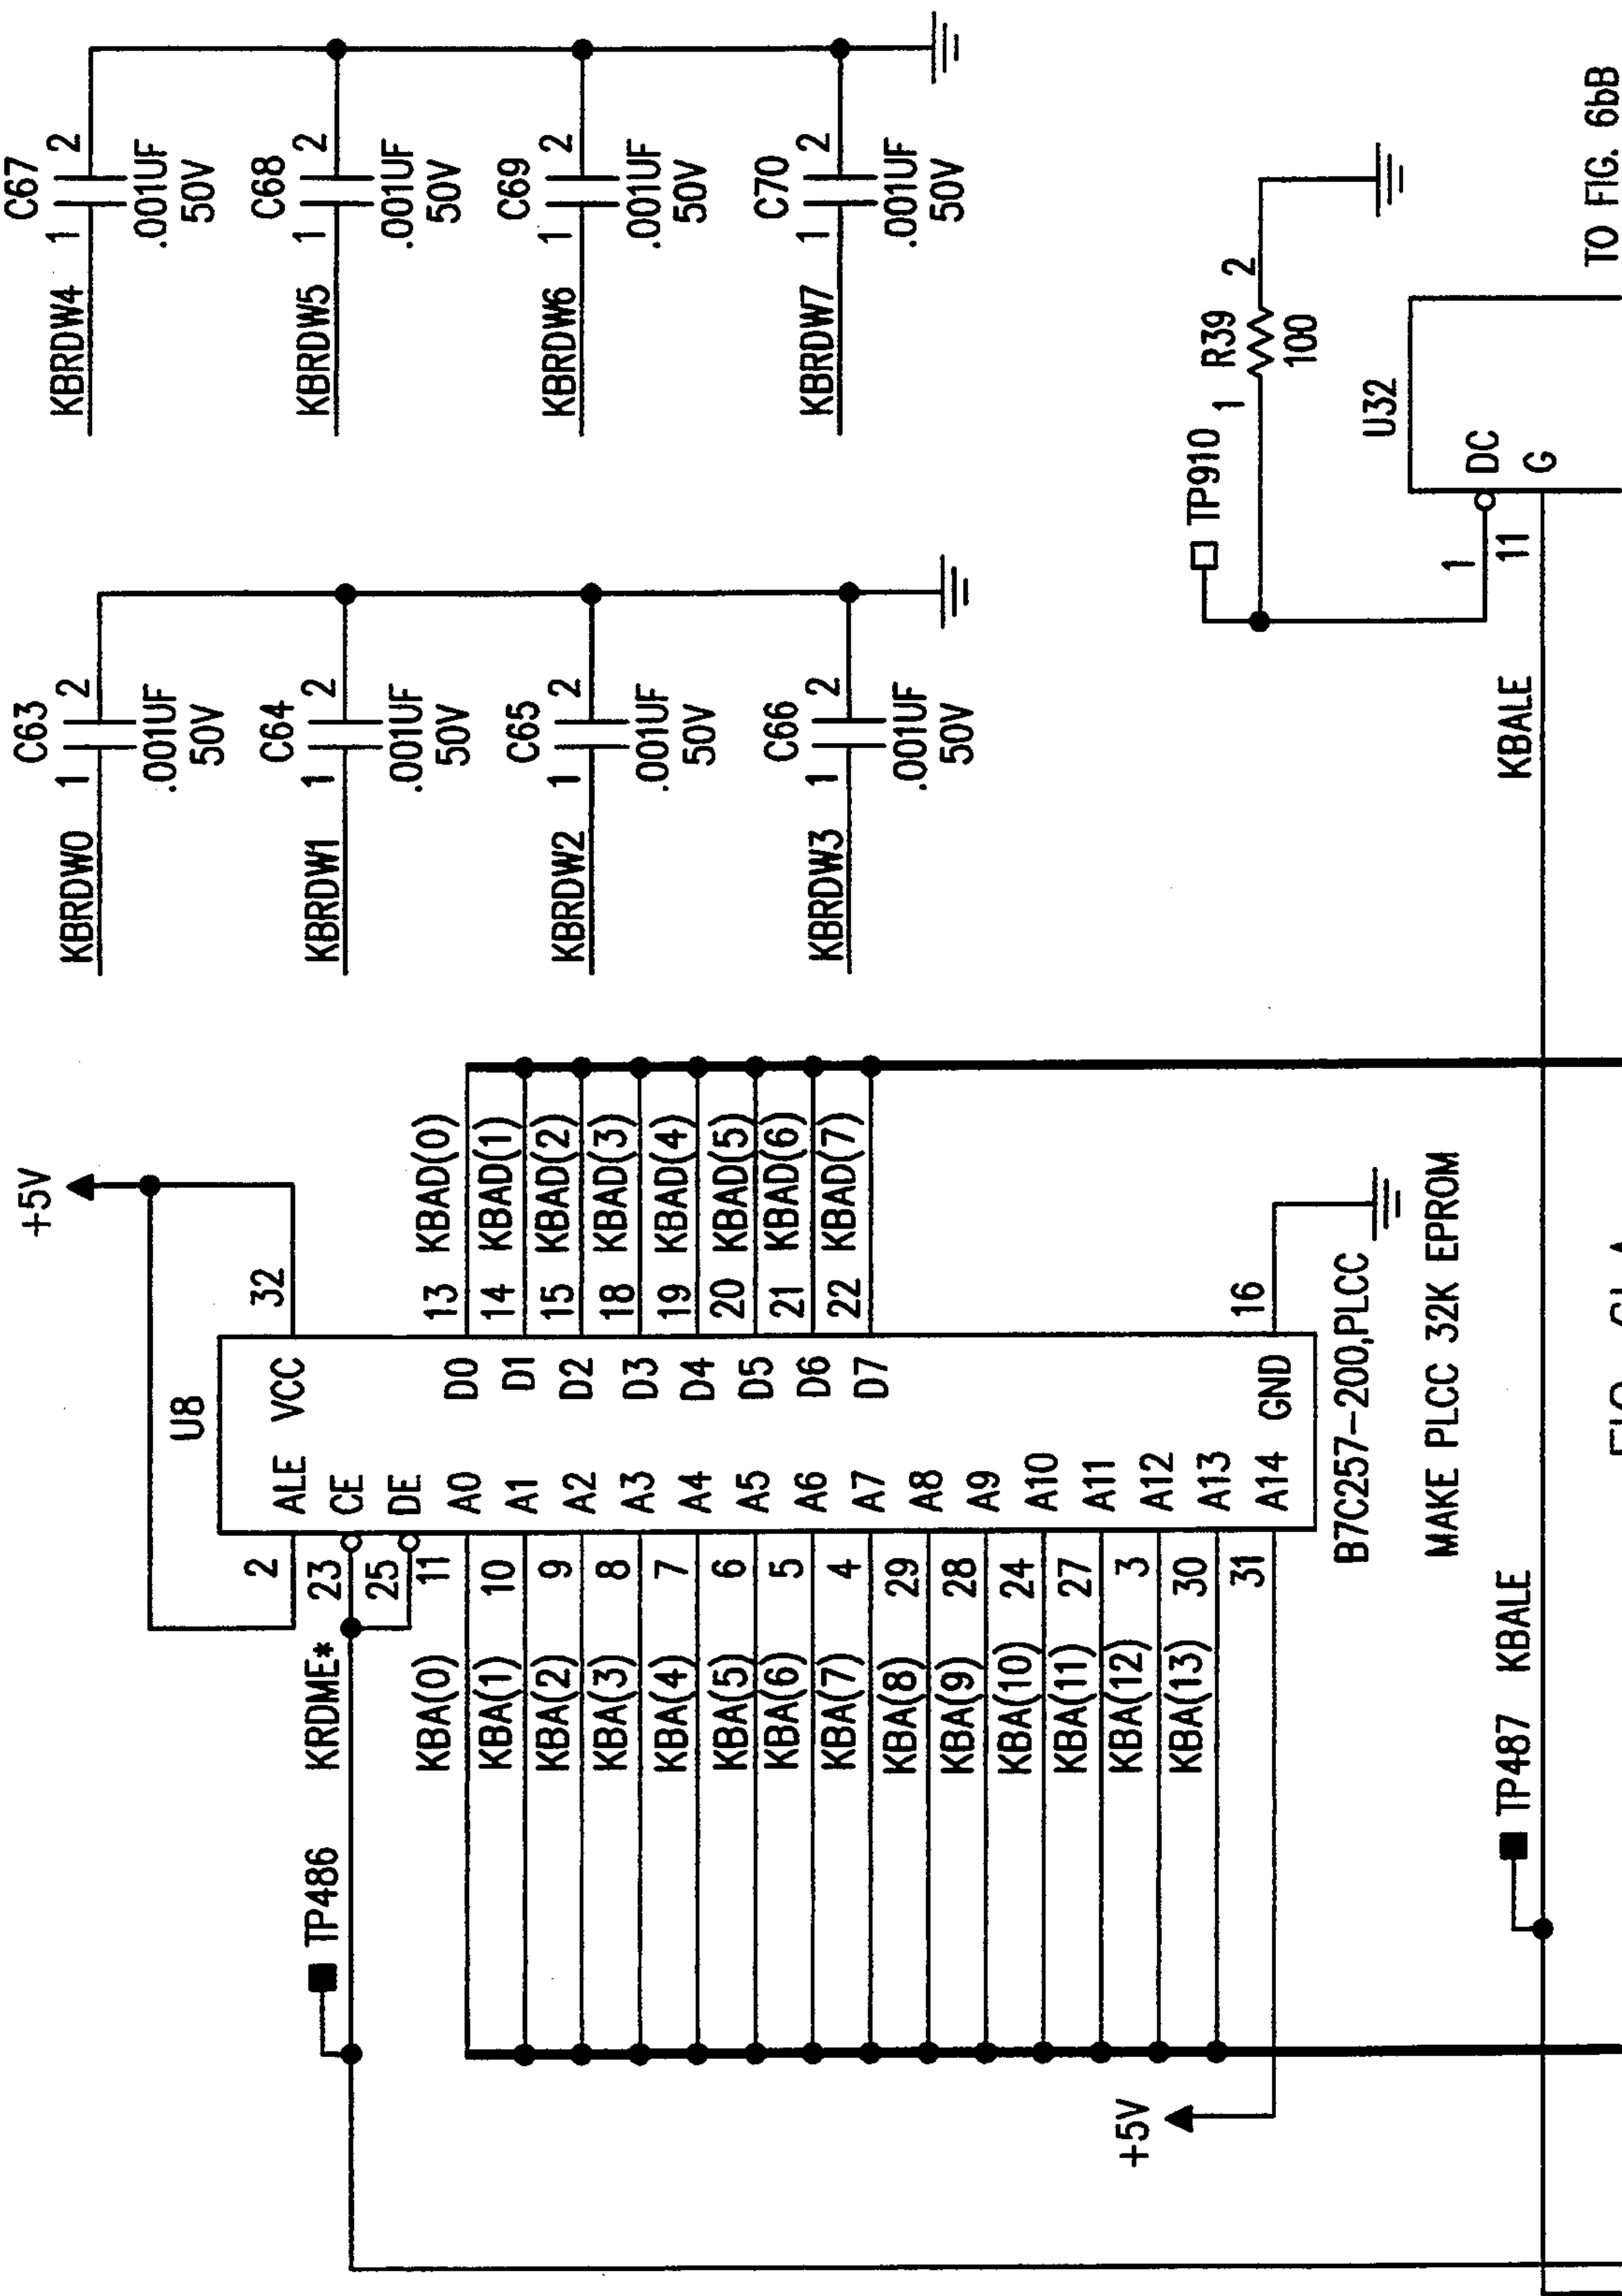 +5V
U8
2 ALE VCC 32
KRDME* 23 CE
25 DE
TP486
KBA(0) 11 A0 D0 13 KBAD(0)
KBA(1) 10 A1 D1 14 KBAD(1)
KBA(2) 9 A2 D2 15 KBAD(2)
KBA(3) 8 A3 D3 18 KBAD(3)
KBA(4) 7 A4 D4 19 KBAD(4)
KBA(5) 6 A5 D5 20 KBAD(5)
KBA(6) 5 A6 D6 21 KBAD(6)
KBA(7) 4 A7 D7 22 KBAD(7)
KBA(8) 29 A8
KBA(9) 28 A9
KBA(10) 24 A10
KBA(11) 27 A11
KBA(12) 3 A12
KBA(13) 30 A13
+5V
31 A14 GND 16
B7C257-200,PLCC
MAKE PLCC 32K EPROM
TP487 KBALE
C63
KBRDW0 1 2
.001UF
50V
C64
KBRDW1 1 2
.001UF
50V
C65
KBRDW2 1 2
.001UF
50V
C66
KBRDW3 1 2
.001UF
50V
C67
KBRDW4 1 2
.001UF
50V
C68
KBRDW5 1 2
.001UF
50V
C69
KBRDW6 1 2
.001UF
50V
C70
KBRDW7 1 2
.001UF
50V
TP910
1 R39 2
100
U32
1 DC
KBALE 11 G
TO FIG. 6bB